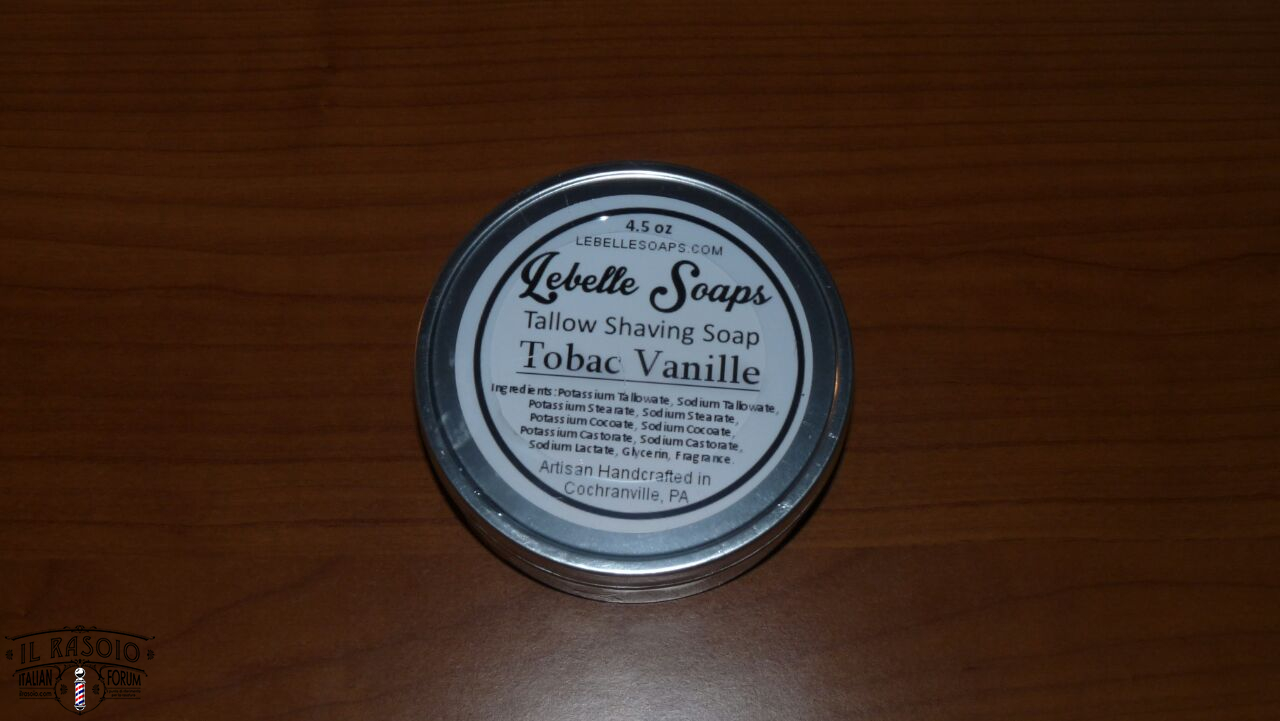 4.5 oz
LEBELLESOAPS.COM
Lebelle Soaps
Tallow Shaving Soap
Tobac Vanille
Ingredients: Potassium Tallowate, Sodium Tallowate,
Potassium Stearate, Sodium Stearate,
Potassium Cocoate, Sodium Cocoate,
Potassium Castorate, Sodium Castorate,
Sodium Lactate, Glycerin, Fragrance.
Artisan Handcrafted in
Cochranville, PA
IL RASOIO
ITALIAN FORUM